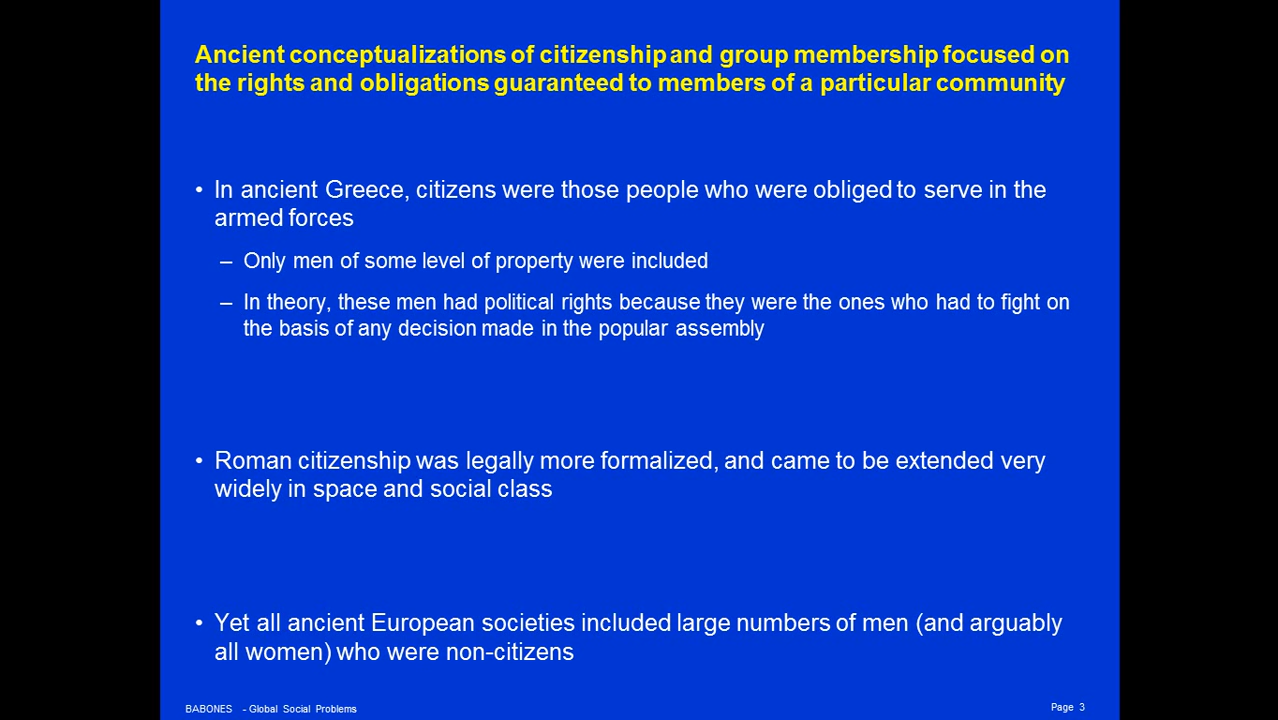 Ancient conceptualizations of citizenship and group membership focused on
the rights and obligations guaranteed to members of a particular community
• In ancient Greece, citizens were those people who were obliged to serve in the
armed forces
– Only men of some level of property were included
– In theory, these men had political rights because they were the ones who had to fight on
the basis of any decision made in the popular assembly
• Roman citizenship was legally more formalized, and came to be extended very
widely in space and social class
• Yet all ancient European societies included large numbers of men (and arguably
all women) who were non-citizens
BABONES - Global Social Problems
Page 3